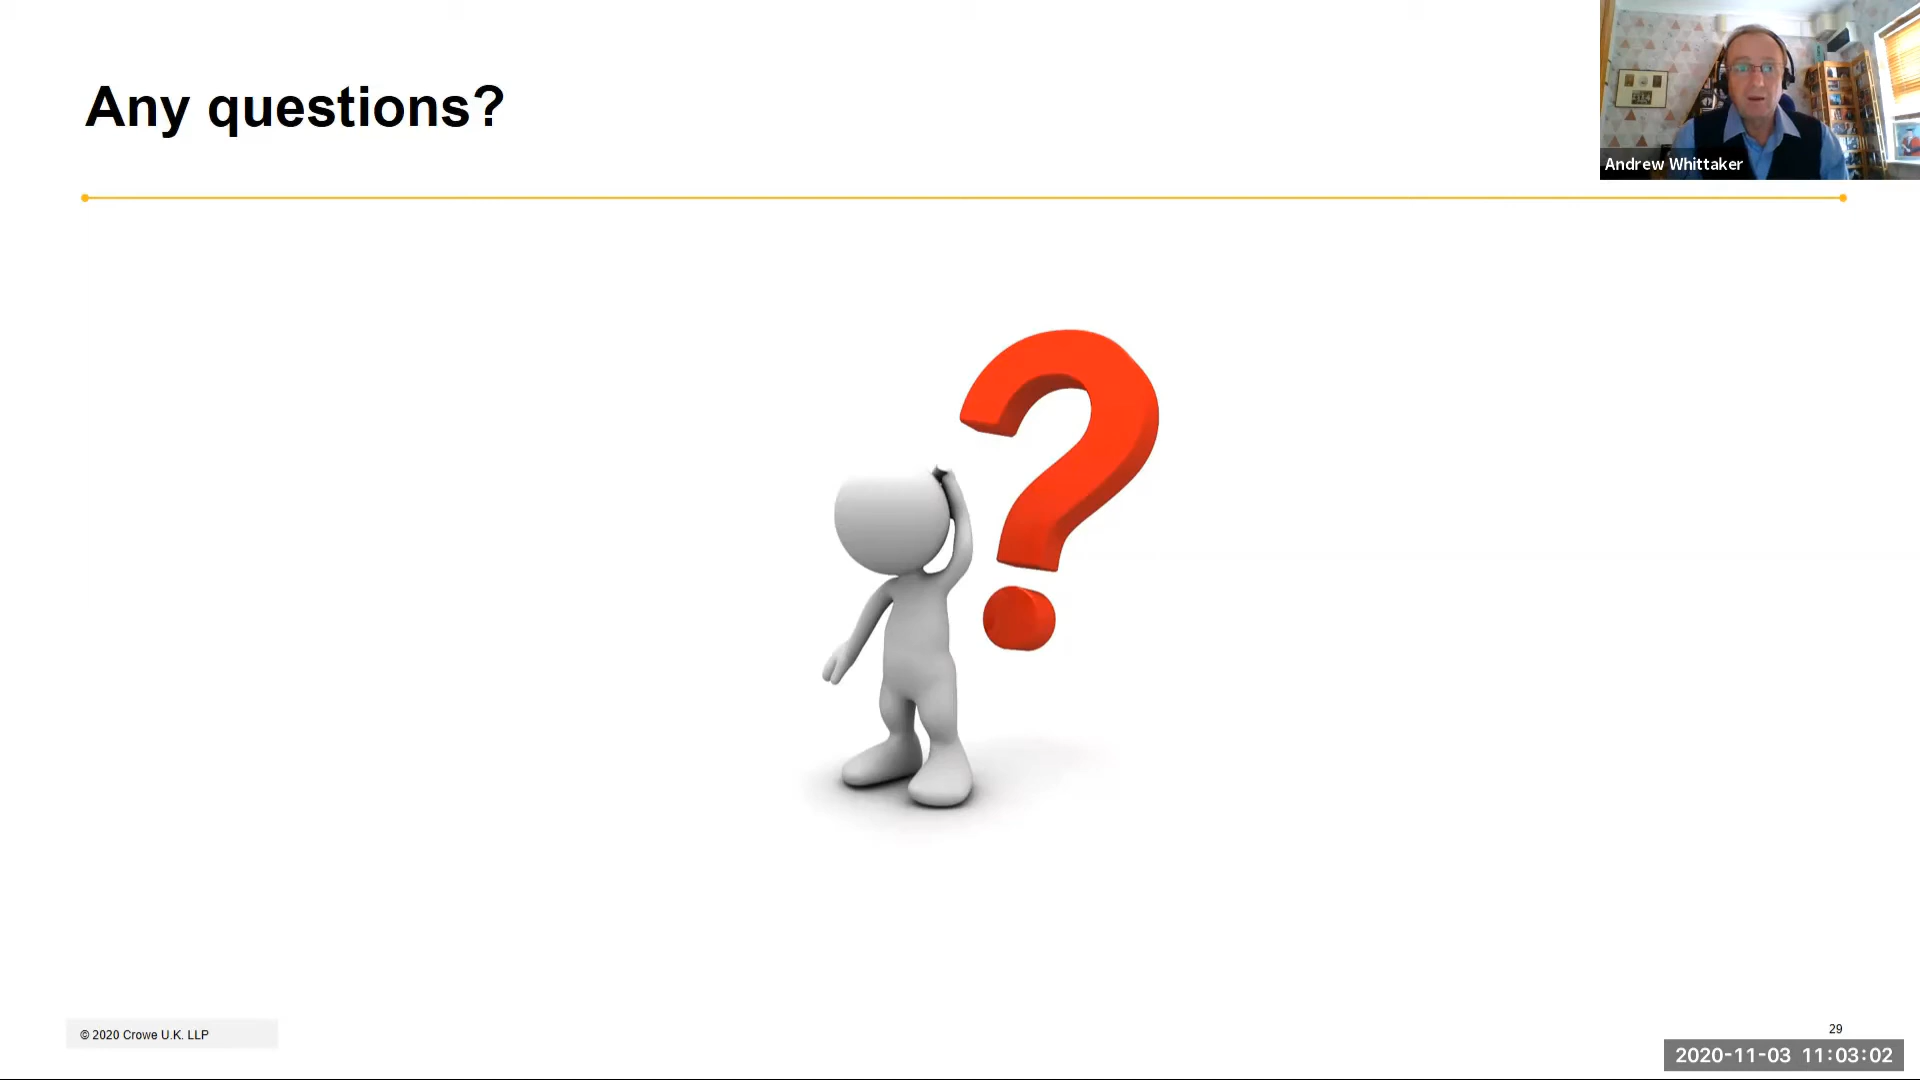 Any questions?
Andrew Whittaker
© 2020 Crowe U.K. LLP
29
2020-11-03 11:03:02